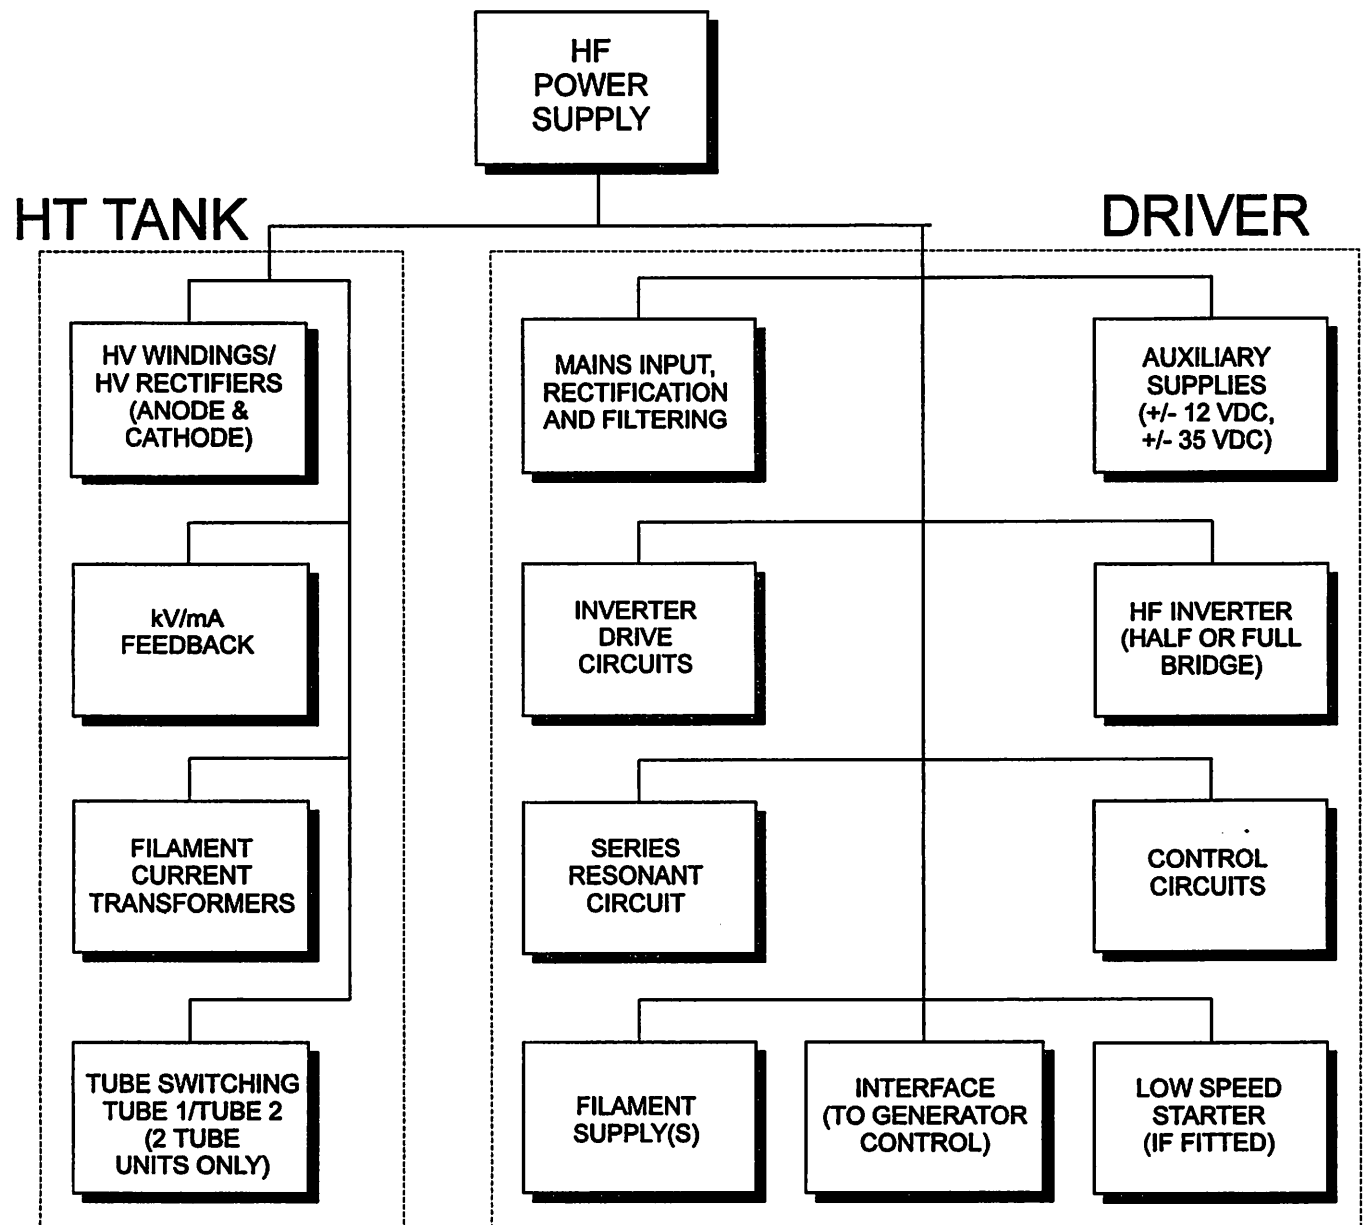 HF
POWER
SUPPLY
HT TANK
DRIVER
HV WINDINGS/
HV RECTIFIERS
(ANODE &
CATHODE)
MAINS INPUT,
RECTIFICATION
AND FILTERING
AUXILIARY
SUPPLIES
(+/- 12 VDC,
+/- 35 VDC)
kV/mA
FEEDBACK
INVERTER
DRIVE
CIRCUITS
HF INVERTER
(HALF OR FULL
BRIDGE)
FILAMENT
CURRENT
TRANSFORMERS
SERIES
RESONANT
CIRCUIT
CONTROL
CIRCUITS
TUBE SWITCHING
TUBE 1/TUBE 2
(2 TUBE
UNITS ONLY)
FILAMENT
SUPPLY(S)
INTERFACE
(TO GENERATOR
CONTROL)
LOW SPEED
STARTER
(IF FITTED)